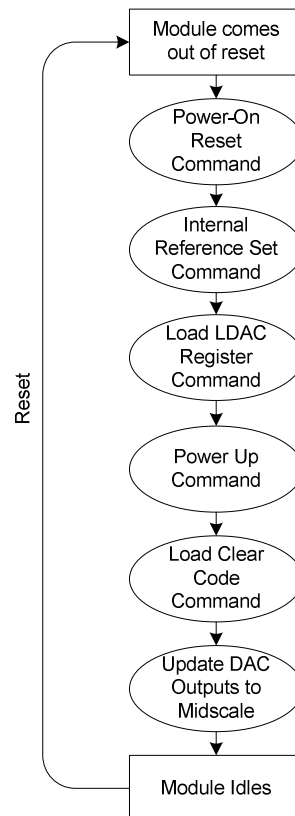 Module comes
out of reset
Power-On
Reset
Command
Internal
Reference Set
Command
Load LDAC
Register
Command
Power Up
Command
Load Clear
Code
Command
Update DAC
Outputs to
Midscale
Module Idles
Reset